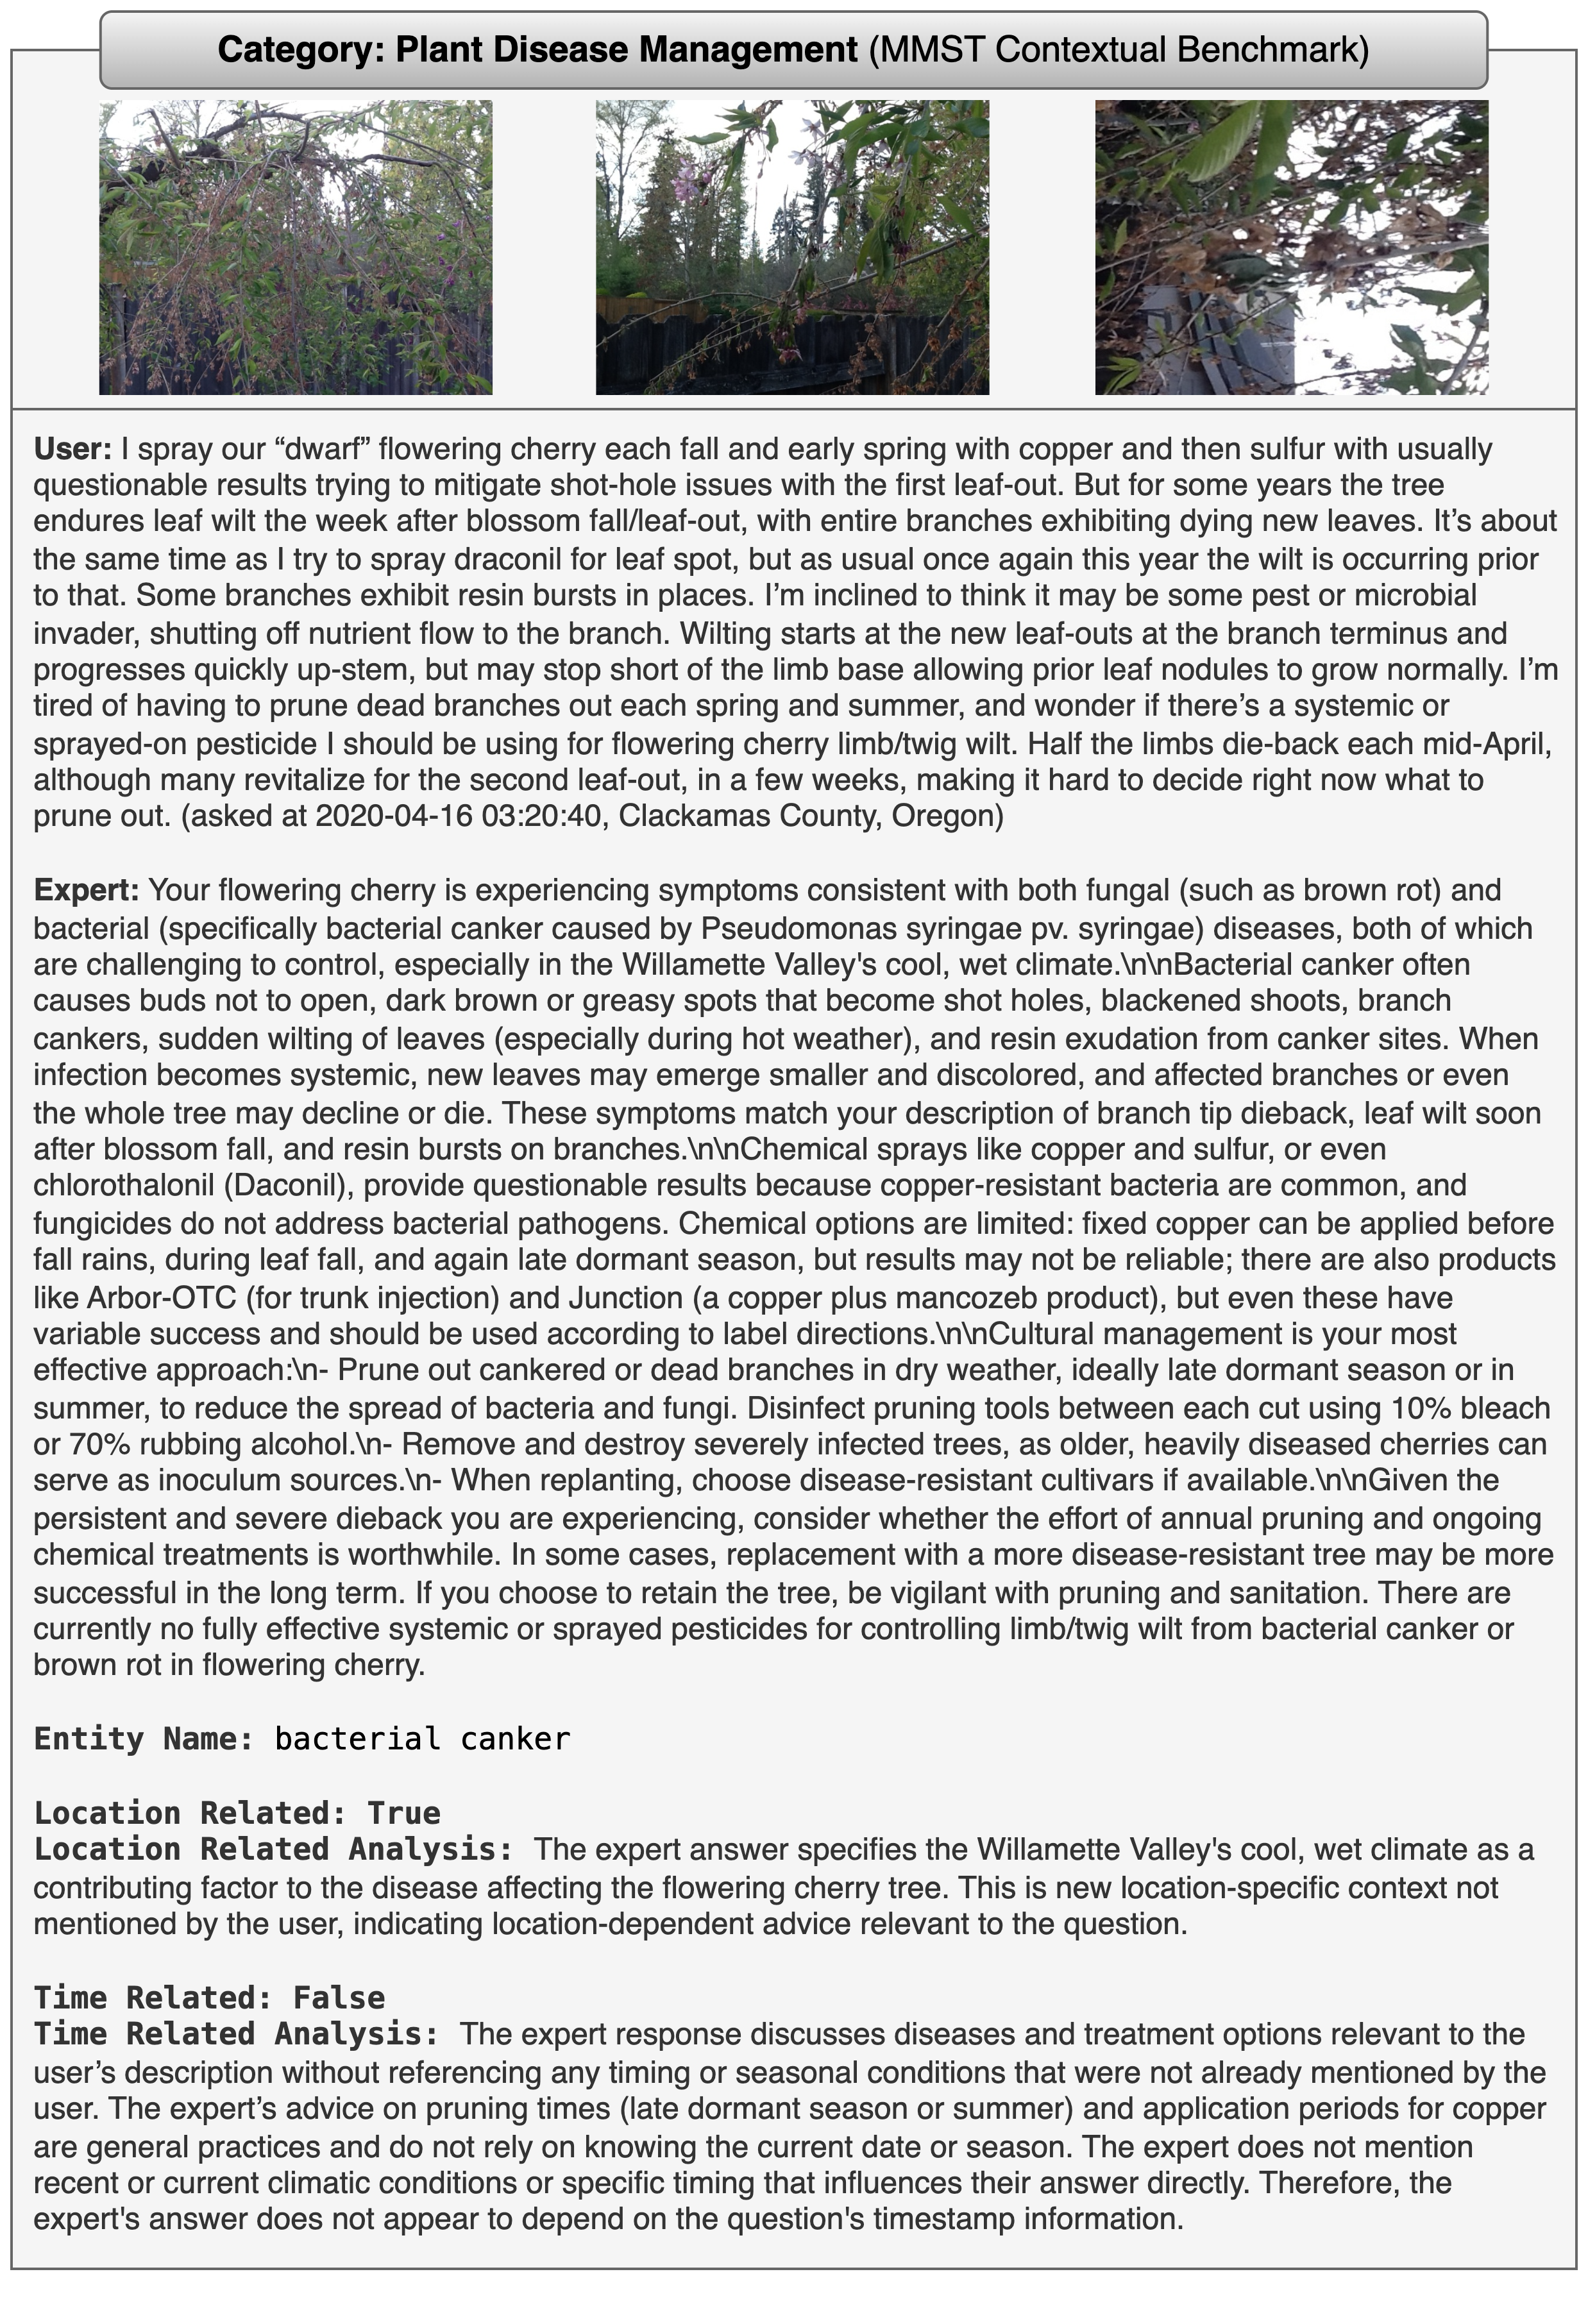 Category: Plant Disease Management (MMST Contextual Benchmark)
User: I spray our “dwarf” flowering cherry each fall and early spring with copper and then sulfur with usually
questionable results trying to mitigate shot-hole issues with the first leaf-out. But for some years the tree
endures leaf wilt the week after blossom fall/leaf-out, with entire branches exhibiting dying new leaves. It’s about
the same time as I try to spray draconil for leaf spot, but as usual once again this year the wilt is occurring prior
to that. Some branches exhibit resin bursts in places. I’m inclined to think it may be some pest or microbial
invader, shutting off nutrient flow to the branch. Wilting starts at the new leaf-outs at the branch terminus and
progresses quickly up-stem, but may stop short of the limb base allowing prior leaf nodules to grow normally. I’m
tired of having to prune dead branches out each spring and summer, and wonder if there’s a systemic or
sprayed-on pesticide I should be using for flowering cherry limb/twig wilt. Half the limbs die-back each mid-April,
although many revitalize for the second leaf-out, in a few weeks, making it hard to decide right now what to
prune out. (asked at 2020-04-16 03:20:40, Clackamas County, Oregon)
Expert: Your flowering cherry is experiencing symptoms consistent with both fungal (such as brown rot) and
bacterial (specifically bacterial canker caused by Pseudomonas syringae pv. syringae) diseases, both of which
are challenging to control, especially in the Willamette Valley's cool, wet climate.\n\nBacterial canker often
causes buds not to open, dark brown or greasy spots that become shot holes, blackened shoots, branch
cankers, sudden wilting of leaves (especially during hot weather), and resin exudation from canker sites. When
infection becomes systemic, new leaves may emerge smaller and discolored, and affected branches or even
the whole tree may decline or die. These symptoms match your description of branch tip dieback, leaf wilt soon
after blossom fall, and resin bursts on branches.\n\nChemical sprays like copper and sulfur, or even
chlorothalonil (Daconil), provide questionable results because copper-resistant bacteria are common, and
fungicides do not address bacterial pathogens. Chemical options are limited: fixed copper can be applied before
fall rains, during leaf fall, and again late dormant season, but results may not be reliable; there are also products
like Arbor-OTC (for trunk injection) and Junction (a copper plus mancozeb product), but even these have
variable success and should be used according to label directions.\n\nCultural management is your most
effective approach:\n- Prune out cankered or dead branches in dry weather, ideally late dormant season or in
summer, to reduce the spread of bacteria and fungi. Disinfect pruning tools between each cut using 10% bleach
or 70% rubbing alcohol.\n- Remove and destroy severely infected trees, as older, heavily diseased cherries can
serve as inoculum sources.\n- When replanting, choose disease-resistant cultivars if available.\n\nGiven the
persistent and severe dieback you are experiencing, consider whether the effort of annual pruning and ongoing
chemical treatments is worthwhile. In some cases, replacement with a more disease-resistant tree may be more
successful in the long term. If you choose to retain the tree, be vigilant with pruning and sanitation. There are
currently no fully effective systemic or sprayed pesticides for controlling limb/twig wilt from bacterial canker or
brown rot in flowering cherry.
Entity Name: bacterial canker
Location Related: True
Location Related Analysis: The expert answer specifies the Willamette Valley's cool, wet climate as a
contributing factor to the disease affecting the flowering cherry tree. This is new location-specific context not
mentioned by the user, indicating location-dependent advice relevant to the question.
Time Related: False
Time Related Analysis: The expert response discusses diseases and treatment options relevant to the
user’s description without referencing any timing or seasonal conditions that were not already mentioned by the
user. The expert’s advice on pruning times (late dormant season or summer) and application periods for copper
are general practices and do not rely on knowing the current date or season. The expert does not mention
recent or current climatic conditions or specific timing that influences their answer directly. Therefore, the
expert's answer does not appear to depend on the question's timestamp information.